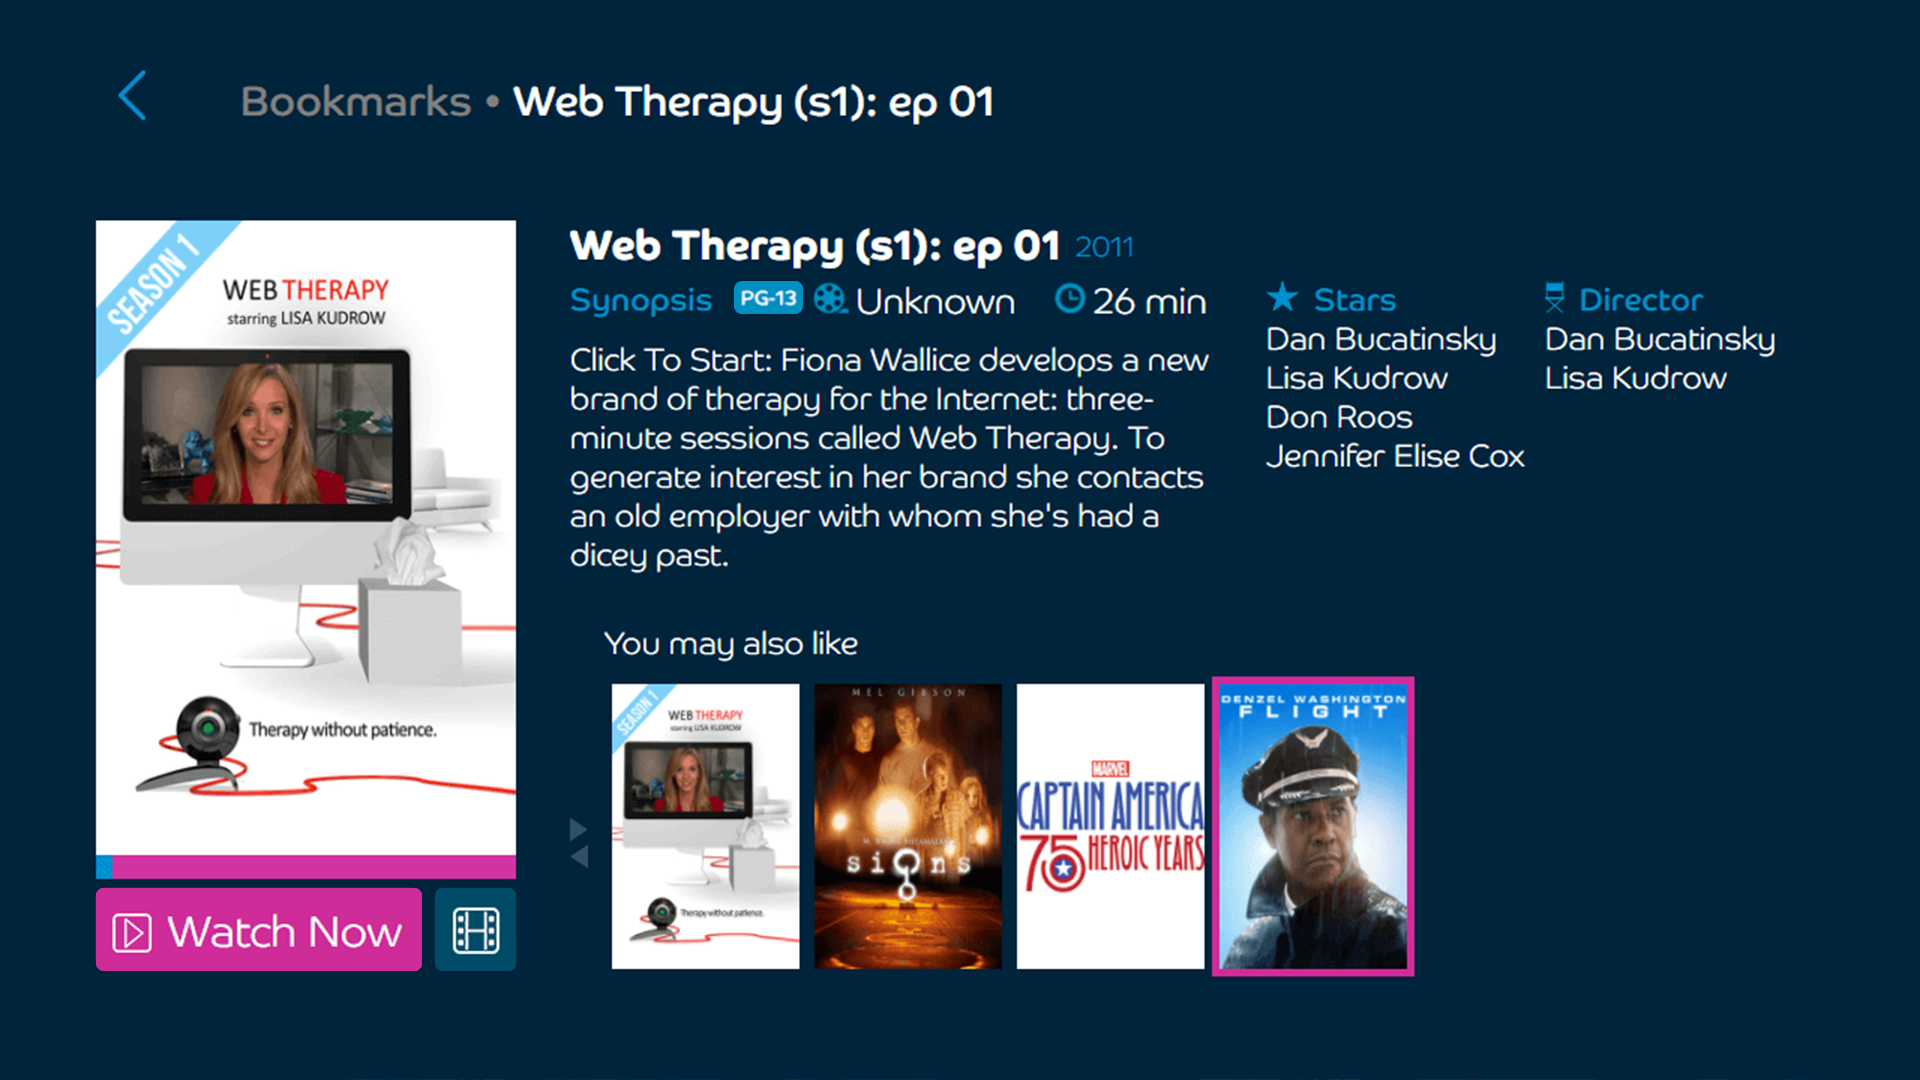 Bookmarks • Web Therapy (s1): ep 01
SEASON 1
WEB THERAPY
starring LISA KUDROW
Therapy without patience.
Watch Now
Web Therapy (s1): ep 01 2011
Synopsis PG-13 Unknown 26 min
Click To Start: Fiona Wallice develops a new
brand of therapy for the Internet: three-
minute sessions called Web Therapy. To
generate interest in her brand she contacts
an old employer with whom she's had a
dicey past.
Stars
Dan Bucatinsky
Lisa Kudrow
Don Roos
Jennifer Elise Cox
Director
Dan Bucatinsky
Lisa Kudrow
You may also like
SEASON 1
WEB THERAPY
starring LISA KUDROW
Therapy without patience.
MEL GIBSON
signs
MARVEL
CAPTAIN AMERICA
75 HEROIC YEARS
DENZEL WASHINGTON
FLIGHT